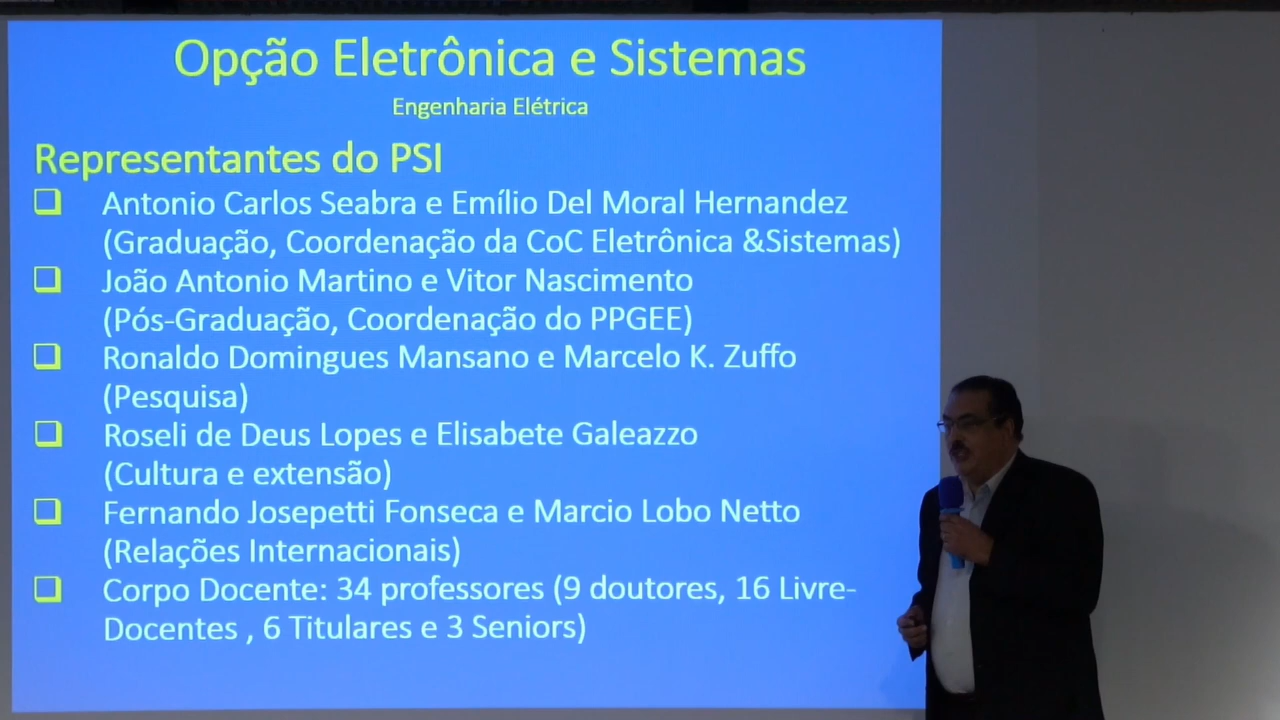 Opção Eletrônica e Sistemas
Engenharia Elétrica
Representantes do PSI
Antonio Carlos Seabra e Emílio Del Moral Hernandez
(Graduação, Coordenação da CoC Eletrônica &Sistemas)
João Antonio Martino e Vitor Nascimento
(Pós-Graduação, Coordenação do PPGEE)
Ronaldo Domingues Mansano e Marcelo K. Zuffo
(Pesquisa)
Roseli de Deus Lopes e Elisabete Galeazzo
(Cultura e extensão)
Fernando Josepetti Fonseca e Marcio Lobo Netto
(Relações Internacionais)
Corpo Docente: 34 professores (9 doutores, 16 Livre-
Docentes , 6 Titulares e 3 Seniors)